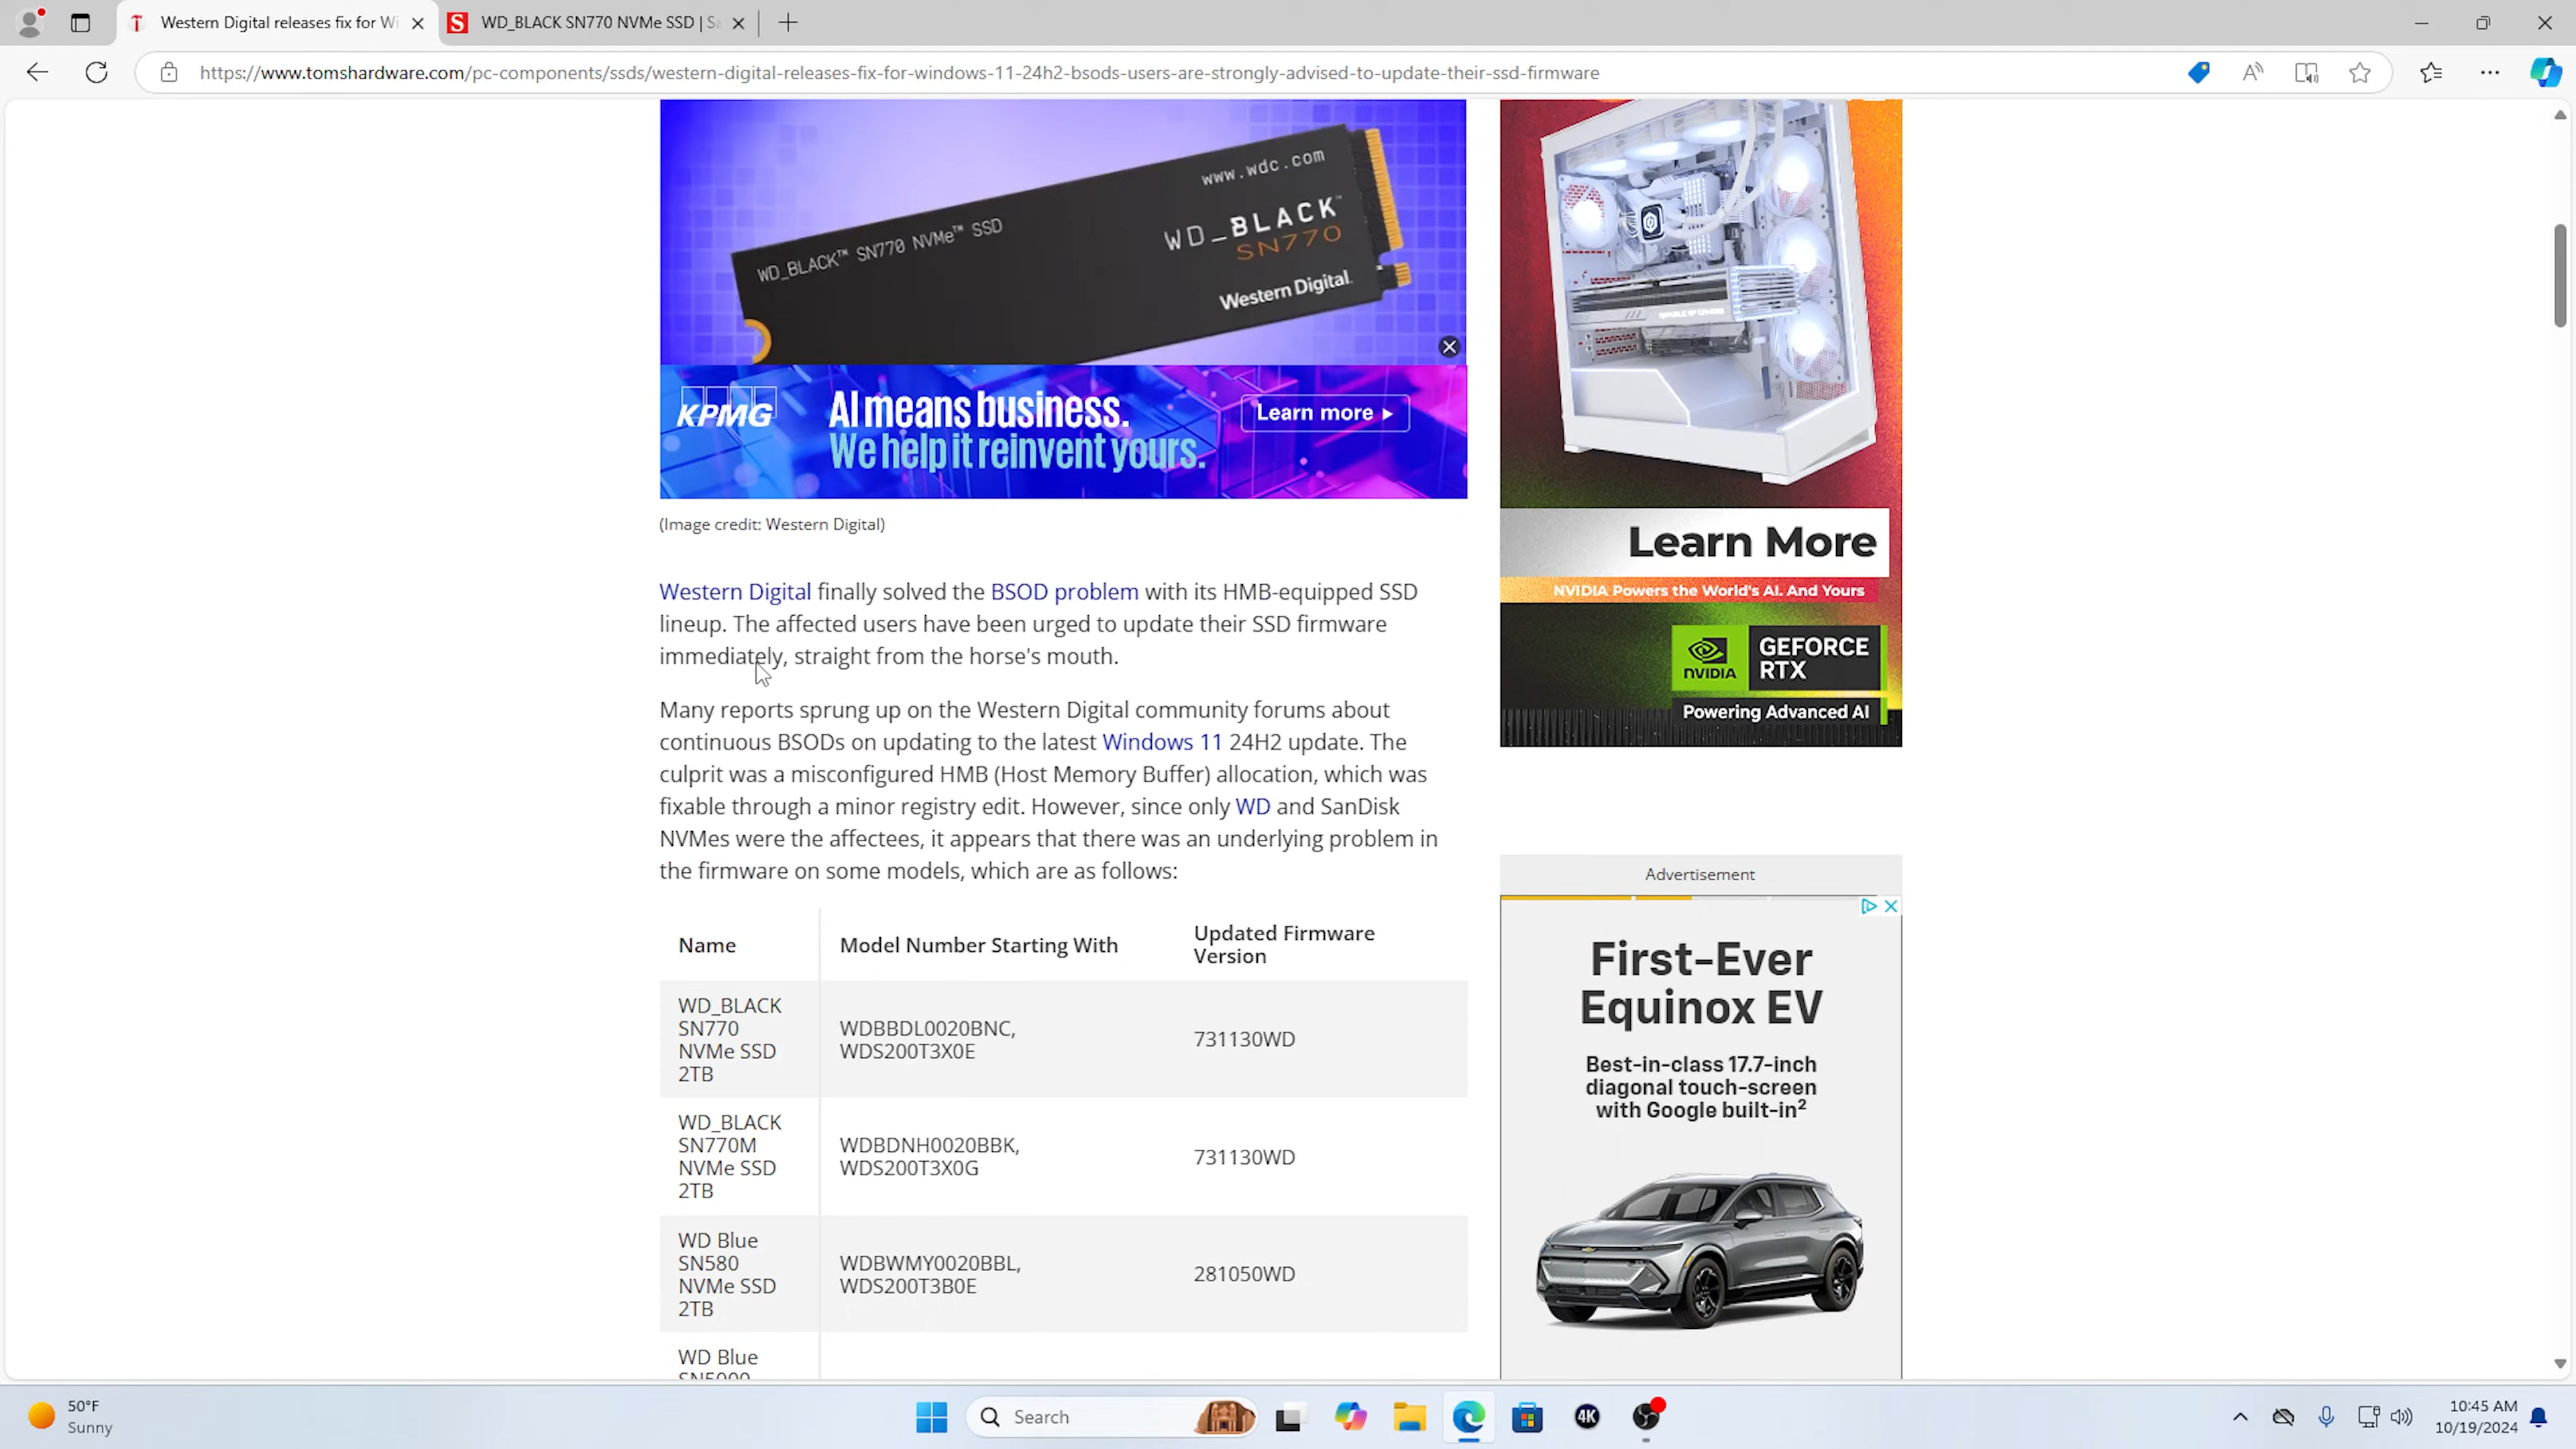 Western Digital releases fix for Wi
WD_BLACK SN770 NVMe SSD | Sa
https://www.tomshardware.com/pc-components/ssds/western-digital-releases-fix-for-windows-11-24h2-bsods-users-are-strongly-advised-to-update-their-ssd-firmware
www.wdc.com
WD_BLACK™ SN770 NVMe™ SSD
WD_BLACK™
SN770
Western Digital.
KPMG
AI means business.
We help it reinvent yours.
Learn more
(Image credit: Western Digital)
Western Digital finally solved the BSOD problem with its HMB-equipped SSD
lineup. The affected users have been urged to update their SSD firmware
immediately, straight from the horse's mouth.
Many reports sprung up on the Western Digital community forums about
continuous BSODs on updating to the latest Windows 11 24H2 update. The
culprit was a misconfigured HMB (Host Memory Buffer) allocation, which was
fixable through a minor registry edit. However, since only WD and SanDisk
NVMes were the affectees, it appears that there was an underlying problem in
the firmware on some models, which are as follows:
Name
Model Number Starting With
Updated Firmware
Version
WD_BLACK
SN770
NVMe SSD
2TB
WDBBDL0020BNC,
WDS200T3X0E
731130WD
WD_BLACK
SN770M
NVMe SSD
2TB
WDBDNH0020BBK,
WDS200T3X0G
731130WD
WD Blue
SN580
NVMe SSD
2TB
WDBWMY0020BBL,
WDS200T3B0E
281050WD
WD Blue
SN5000
Learn More
NVIDIA Powers the World's AI. And Yours
NVIDIA
GEFORCE
RTX
Powering Advanced AI
Advertisement
First-Ever
Equinox EV
Best-in-class 17.7-inch
diagonal touch-screen
with Google built-in²
50°F
Sunny
Search
4K
10:45 AM
10/19/2024